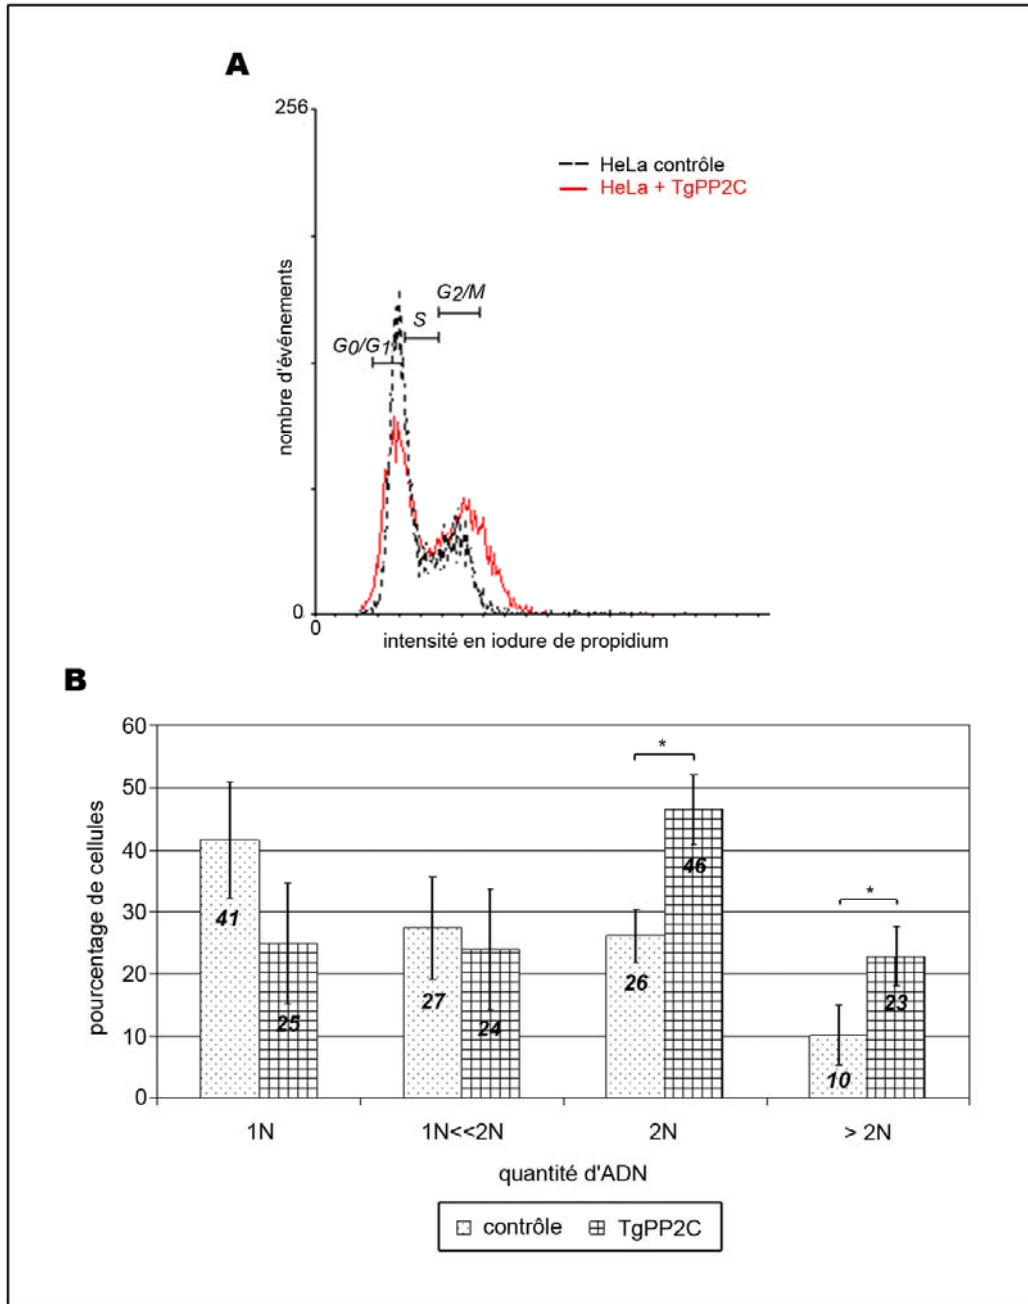 A
256
HeLa contrôle
HeLa + TgPP2C
nombre d'événements
G2/M
S
G0/G1
0
0
intensité en iodure de propidium
B
60
50
40
30
20
10
0
pourcentage de cellules
*
*
41
25
27
24
26
46
10
23
1N
1N<<2N
2N
> 2N
quantité d'ADN
contrôle
TgPP2C